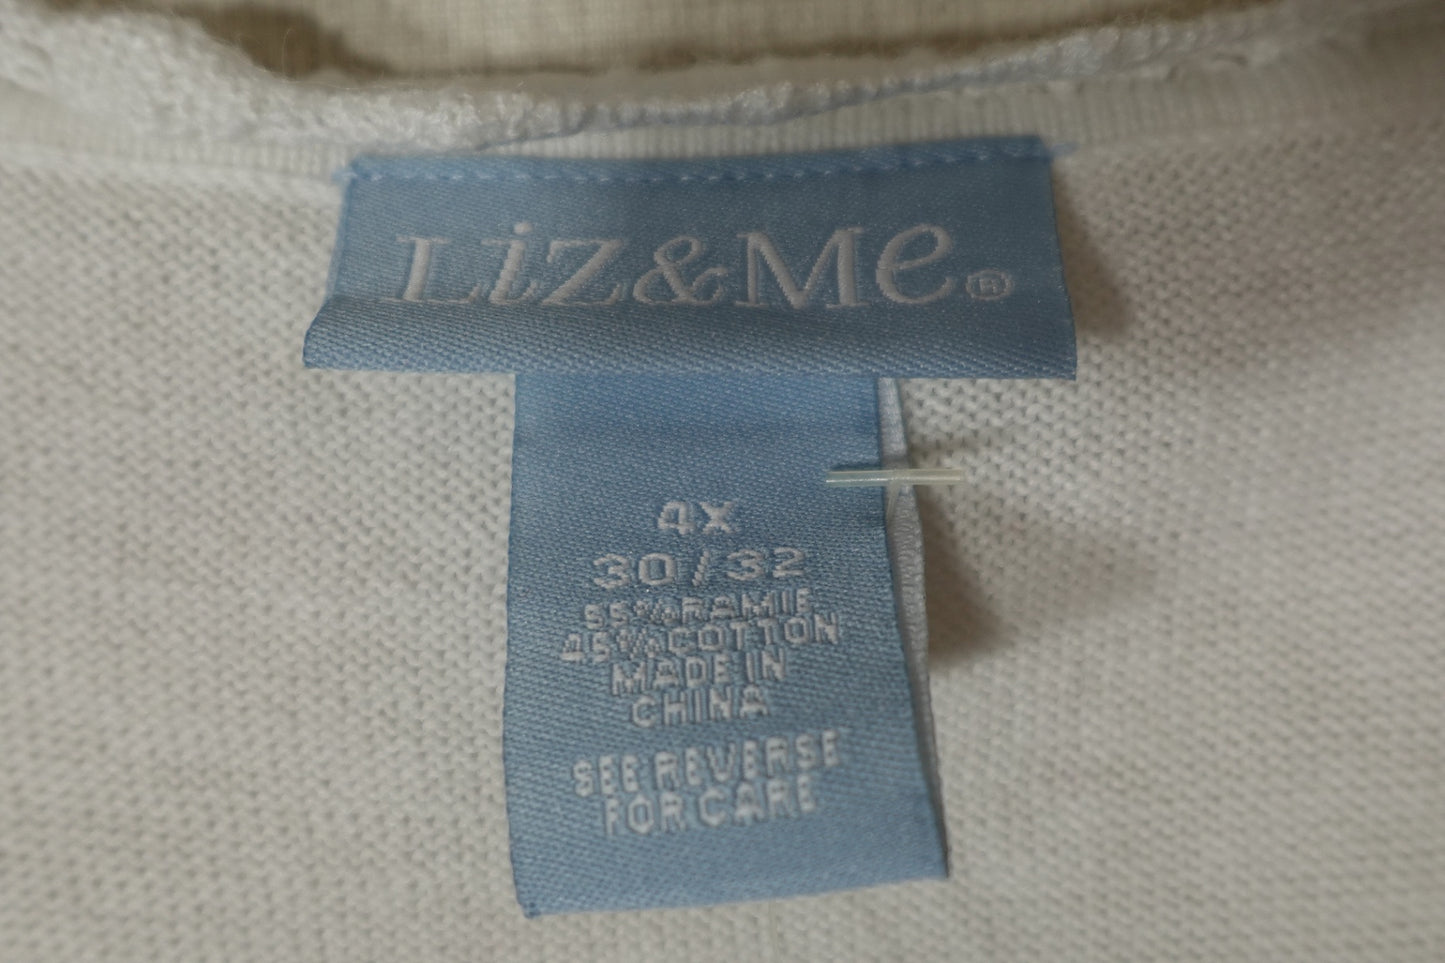 Liz&Me®
4X
30/32
55%RAMIE
45%COTTON
MADE IN
CHINA
SEE REVERSE
FOR CARE